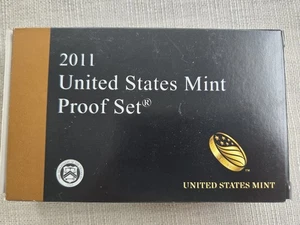 2011
United States Mint
Proof Set®
UNITED STATES MINT